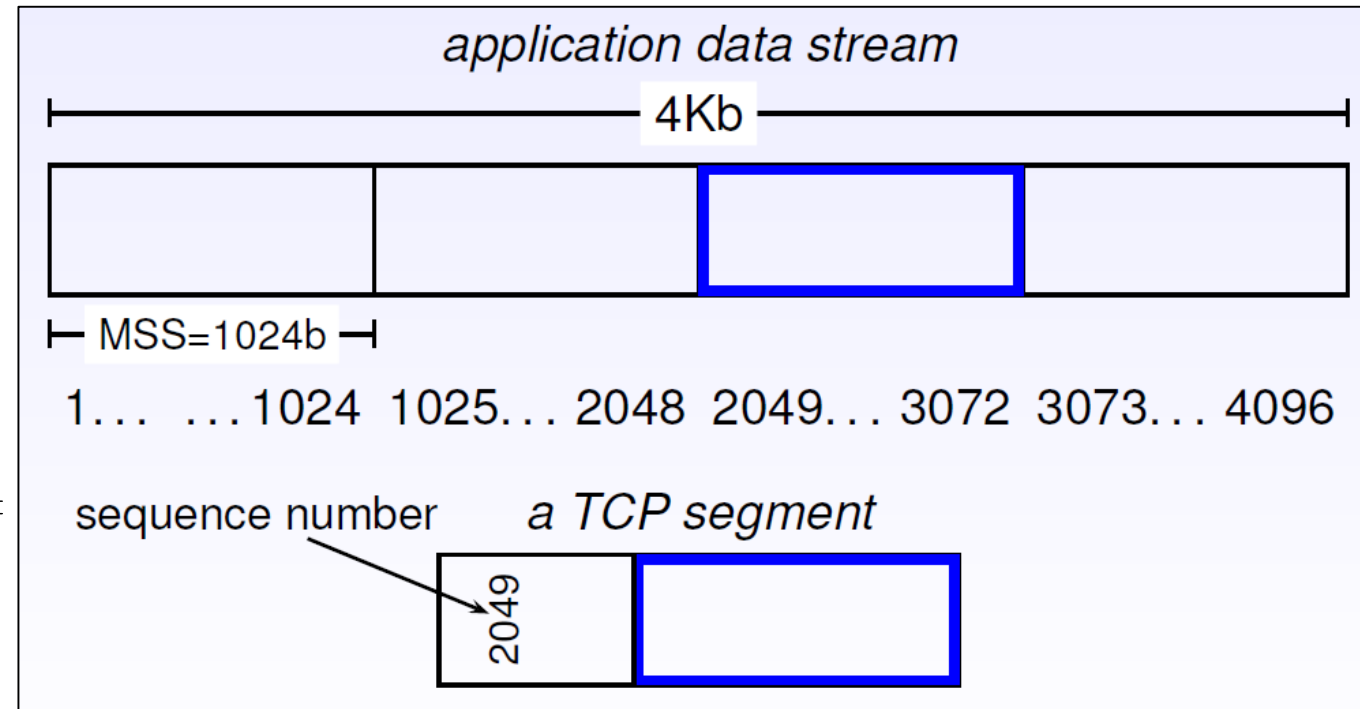 application data stream
4Kb
MSS=1024b
1... ...1024 1025... 2048 2049... 3072 3073... 4096
sequence number a TCP segment
2049